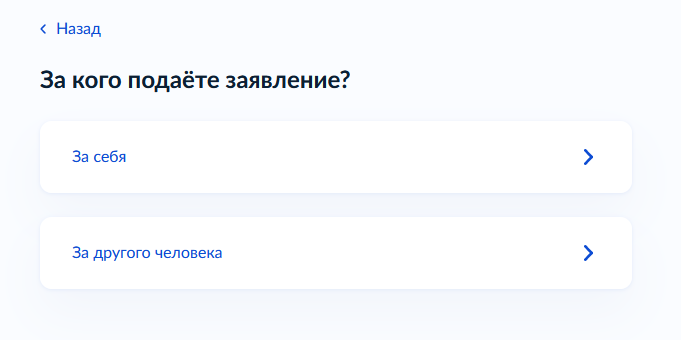 Назад
За кого подаёте заявление?
За себя
За другого человека